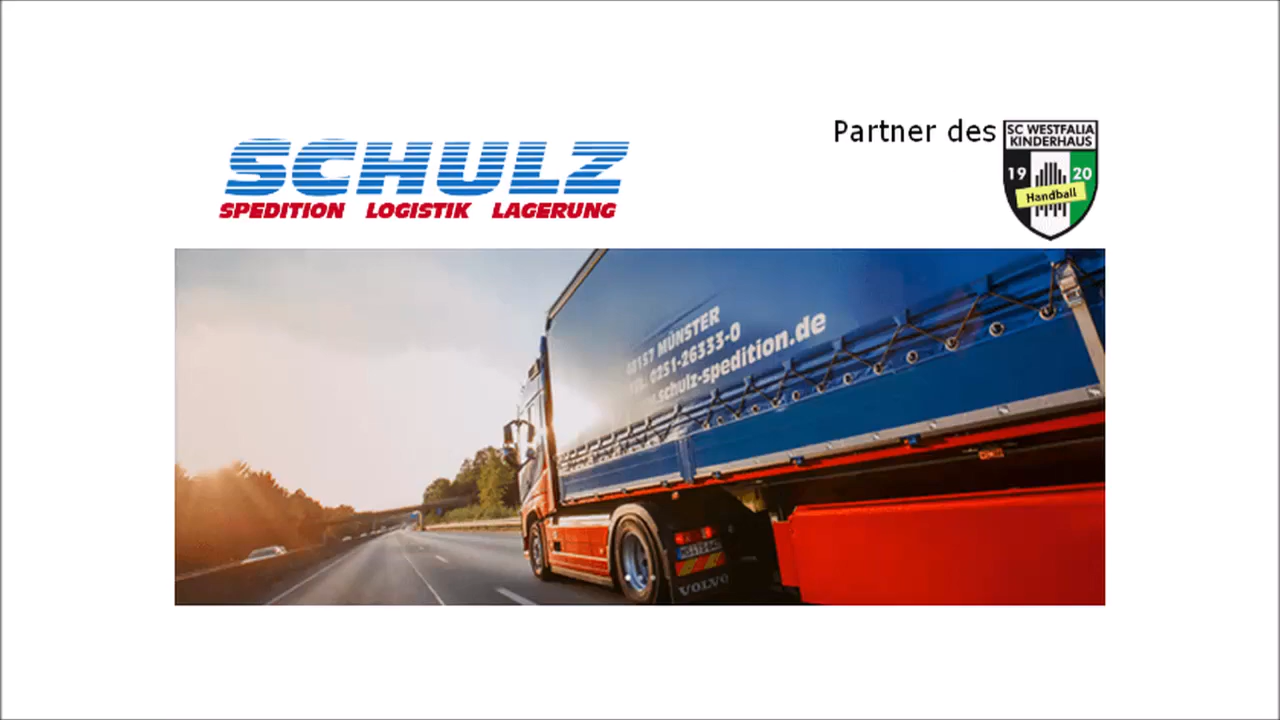 SCHULZ
SPEDITION LOGISTIK LAGERUNG
Partner des
SC WESTFALIA
KINDERHAUS
19 20
Handball
MÜNSTER
0251-26333-0
.schulz-spedition.de
VOLVO